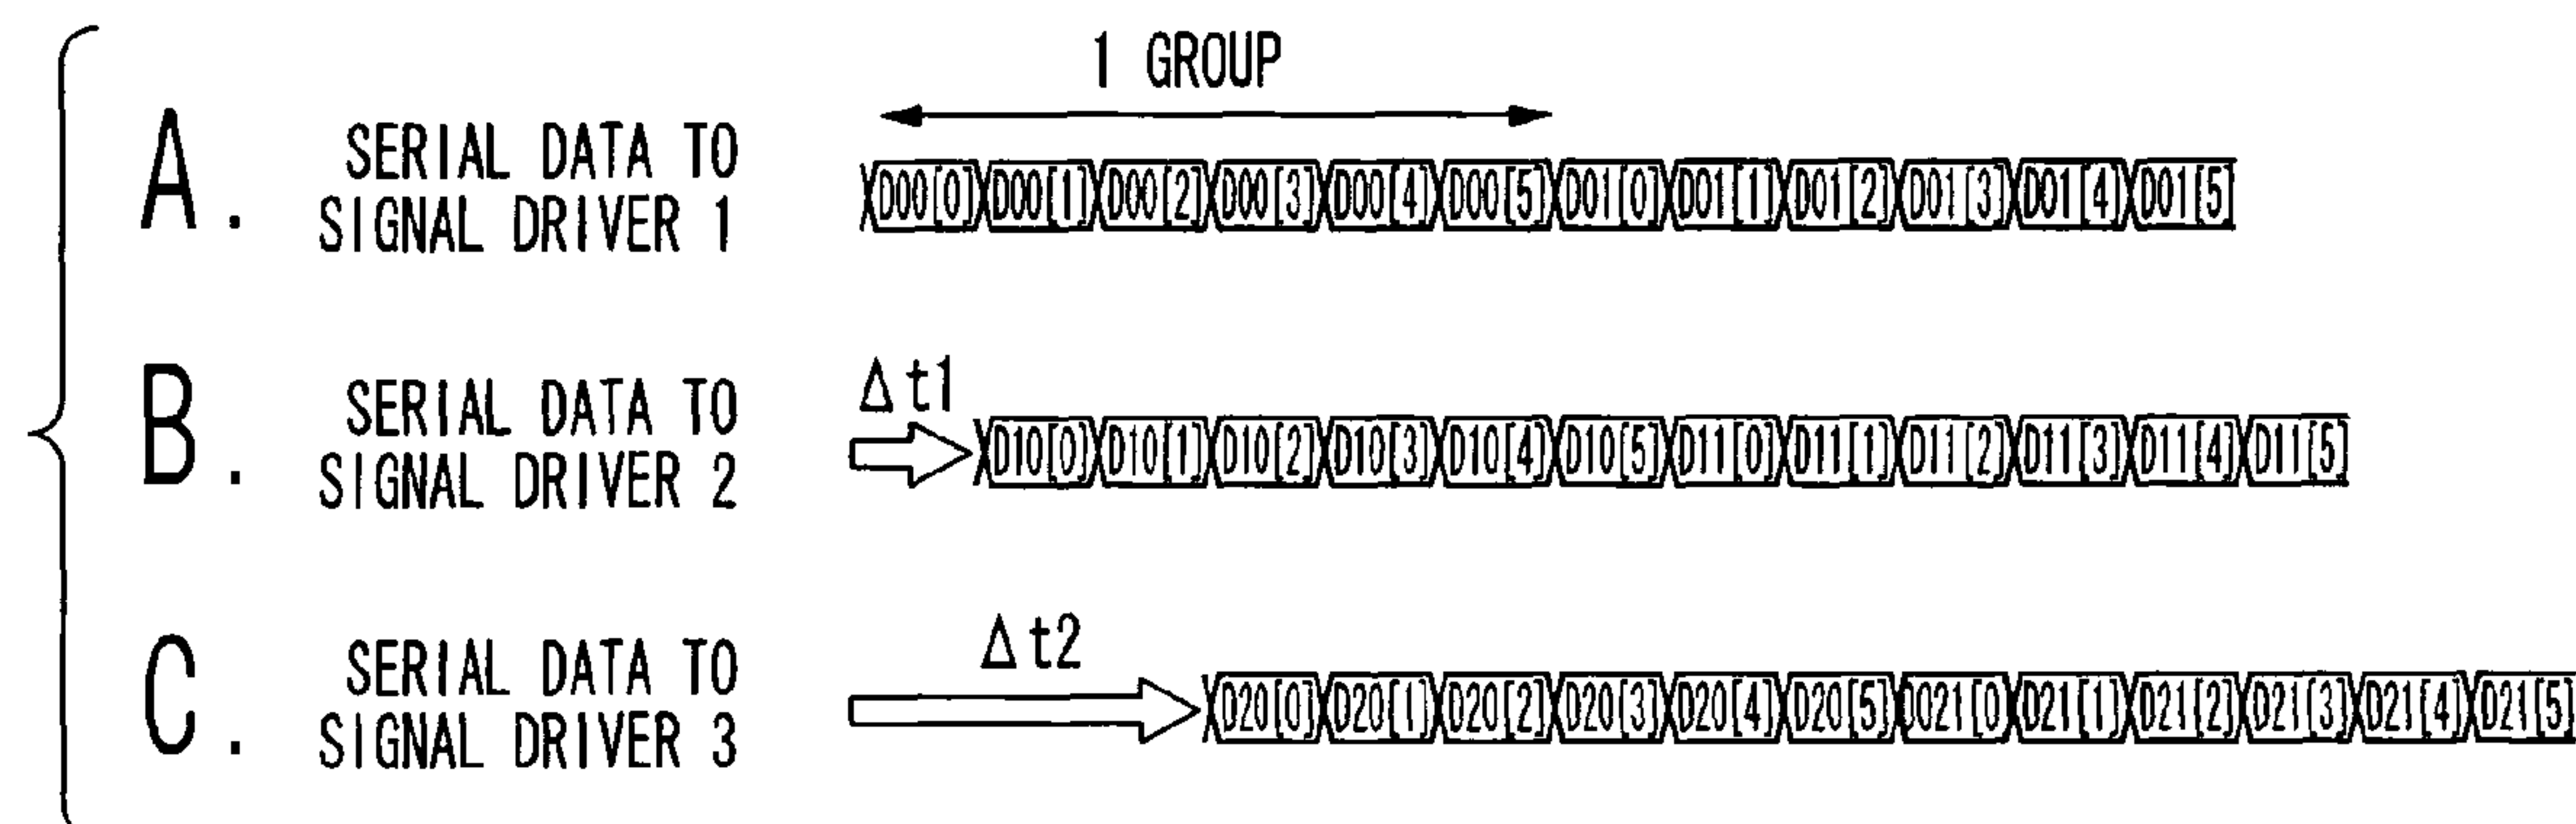 1 GROUP
A. SERIAL DATA TO
SIGNAL DRIVER 1
D00[0] D00[1] D00[2] D00[3] D00[4] D00[5] D01[0] D01[1] D01[2] D01[3] D01[4] D01[5]
Δt1
B. SERIAL DATA TO
SIGNAL DRIVER 2
D10[0] D10[1] D10[2] D10[3] D10[4] D10[5] D11[0] D11[1] D11[2] D11[3] D11[4] D11[5]
Δt2
C. SERIAL DATA TO
SIGNAL DRIVER 3
D20[0] D20[1] D20[2] D20[3] D20[4] D20[5] D021[0] D21[1] D21[2] D21[3] D21[4] D21[5]